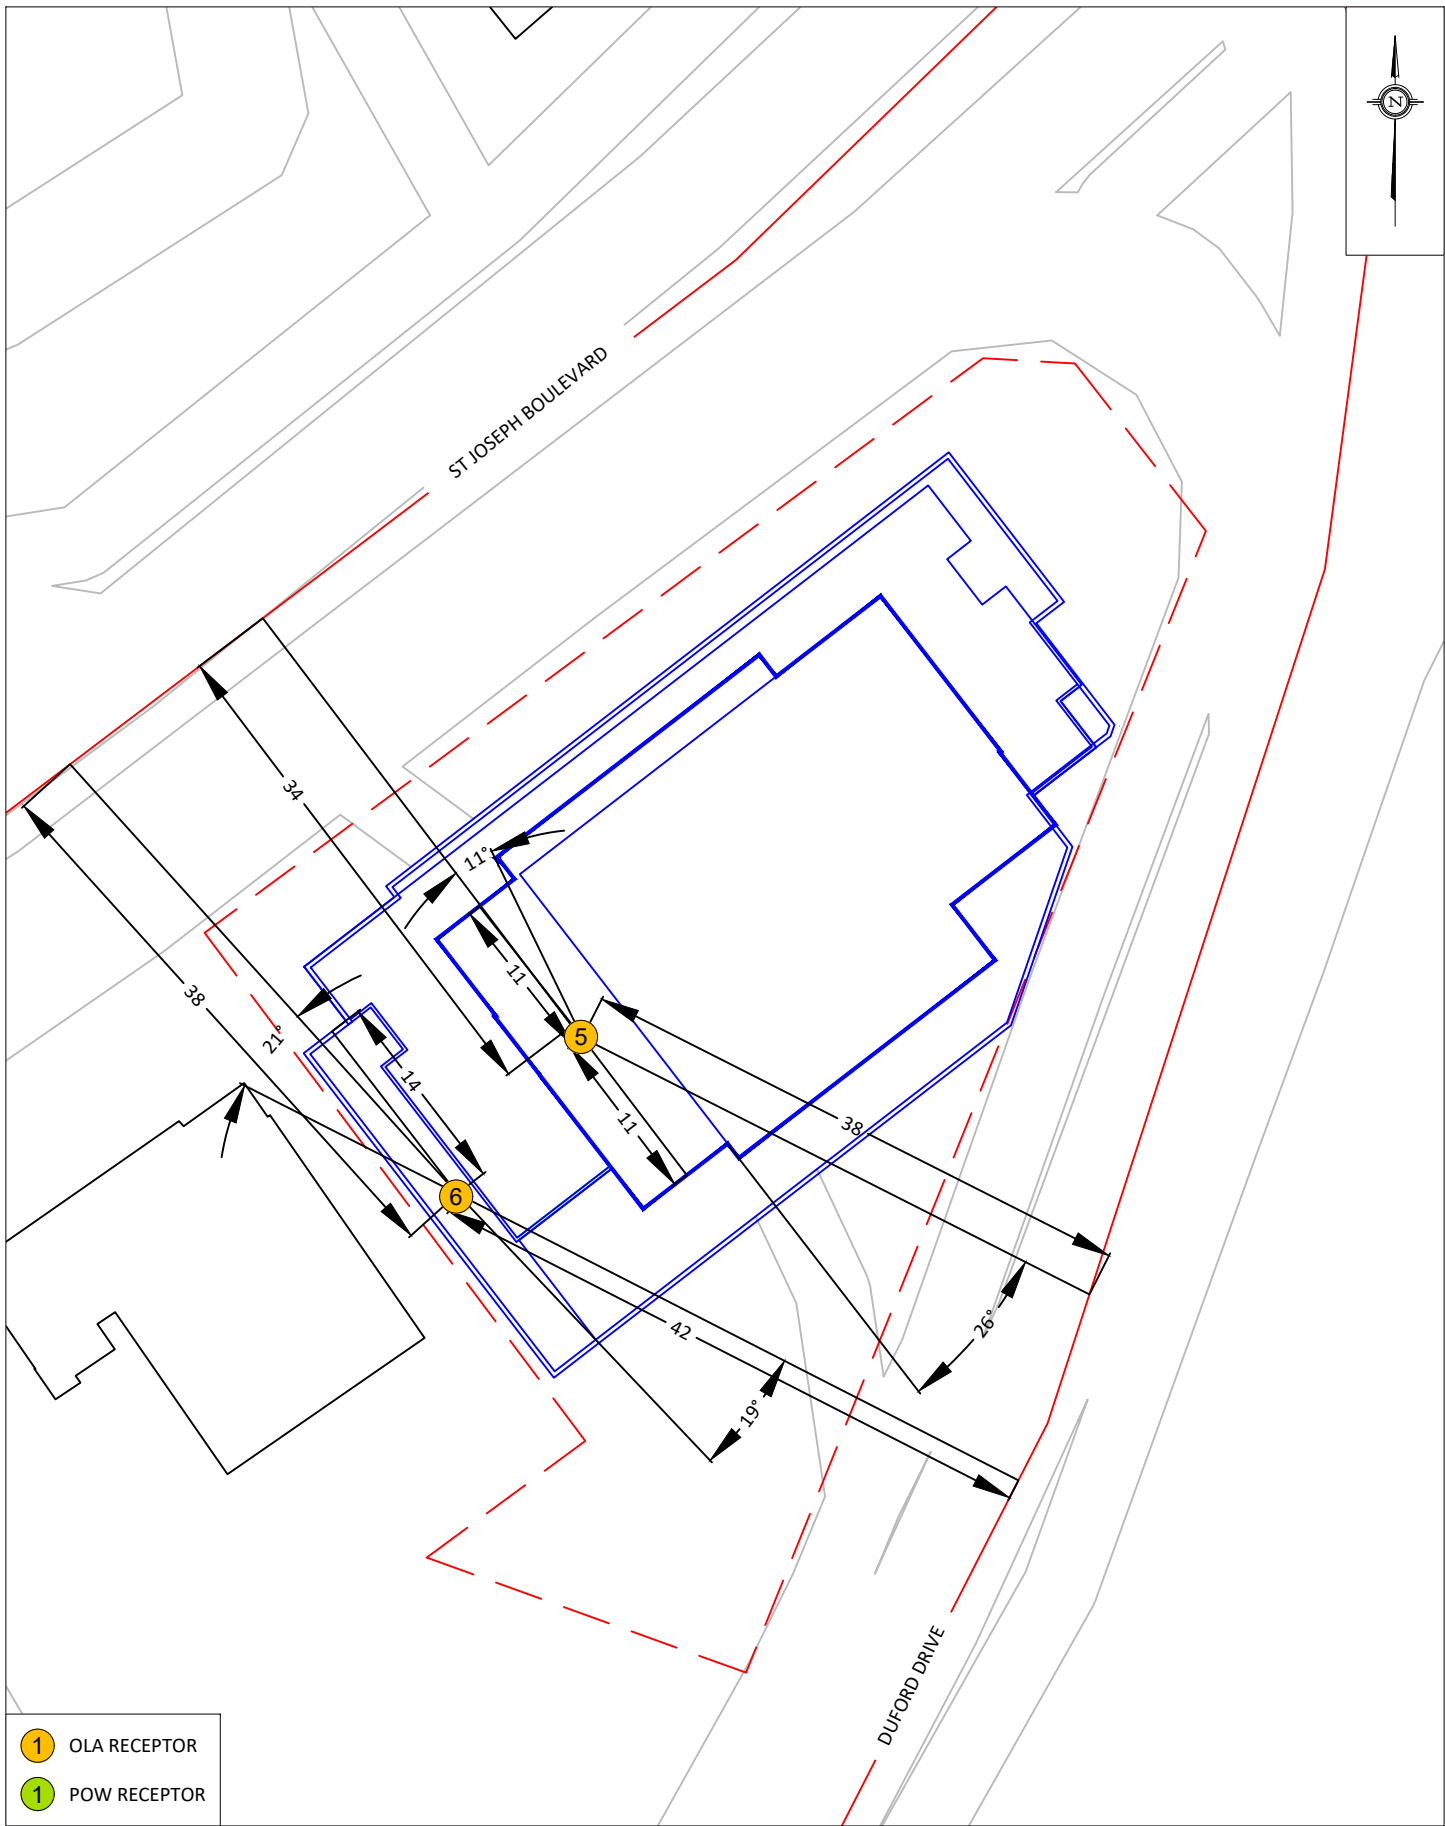 N
ST JOSEPH BOULEVARD
34
11°
38
11
21°
5
14
11
38
6
26°
42
19°
DUFORD DRIVE
1 OLA RECEPTOR
1 POW RECEPTOR